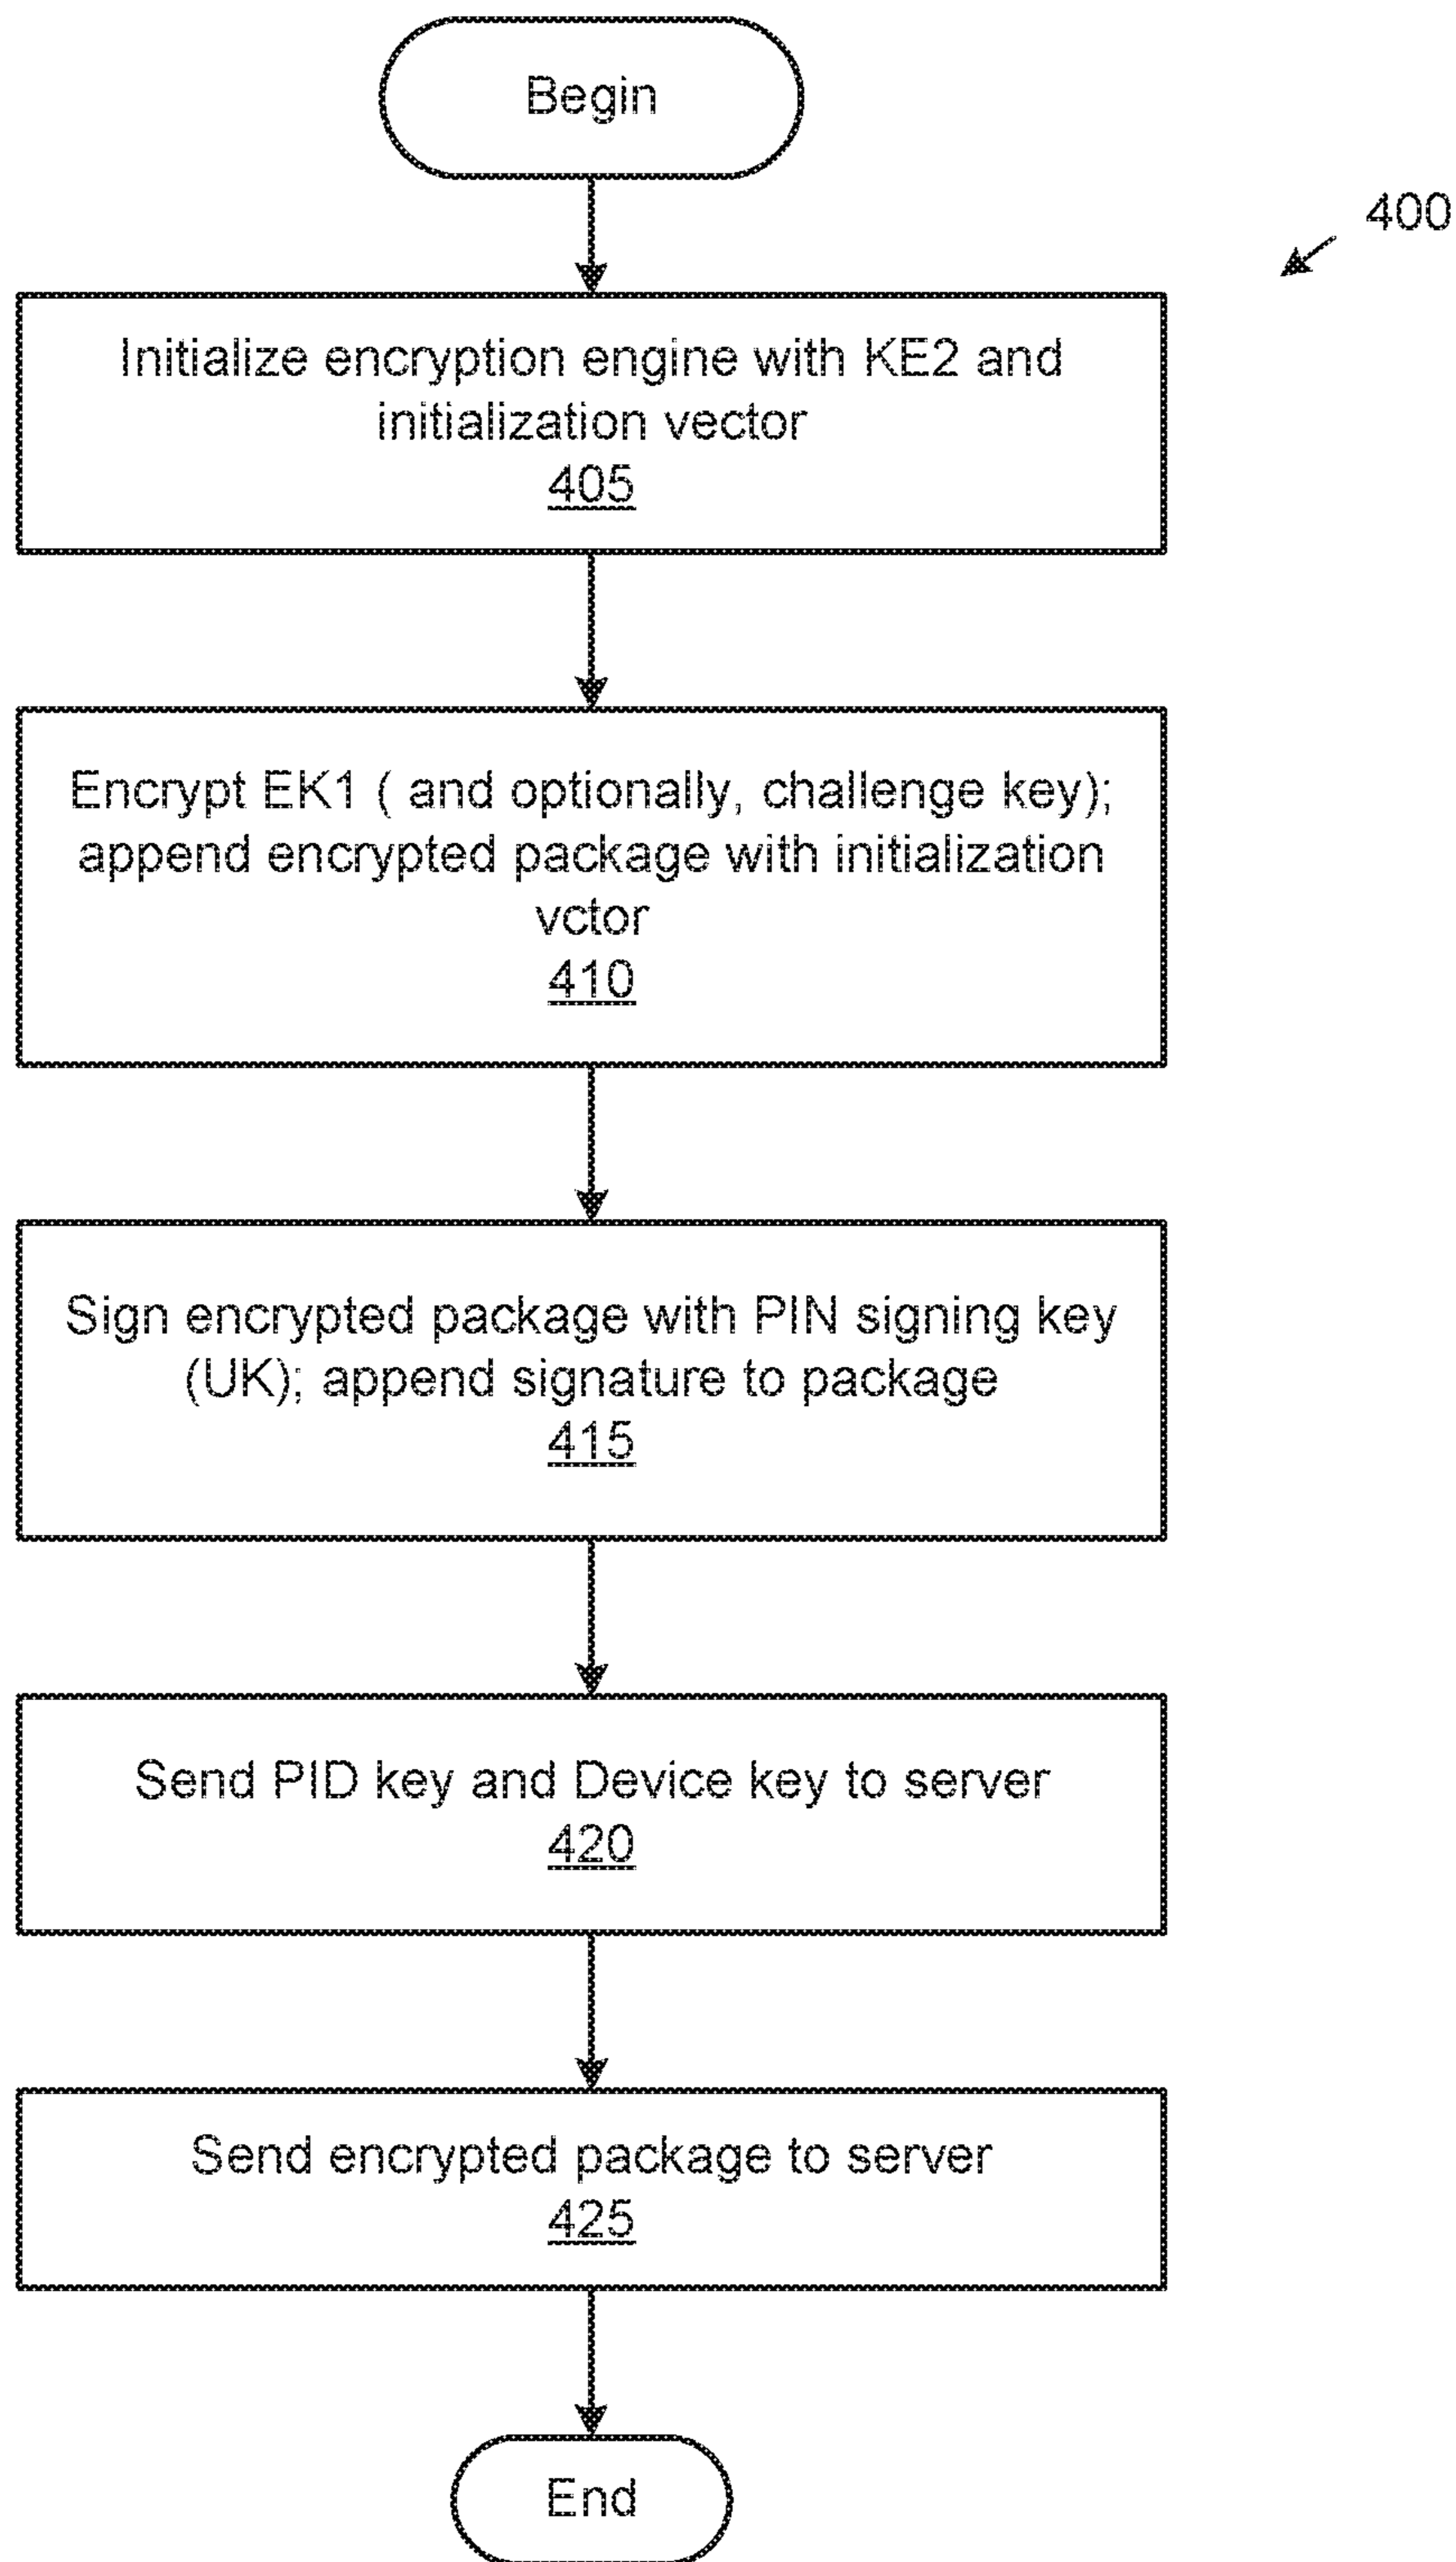 Begin
400
Initialize encryption engine with KE2 and
initialization vector
405
Encrypt EK1 ( and optionally, challenge key);
append encrypted package with initialization
vctor
410
Sign encrypted package with PIN signing key
(UK); append signature to package
415
Send PID key and Device key to server
420
Send encrypted package to server
425
End